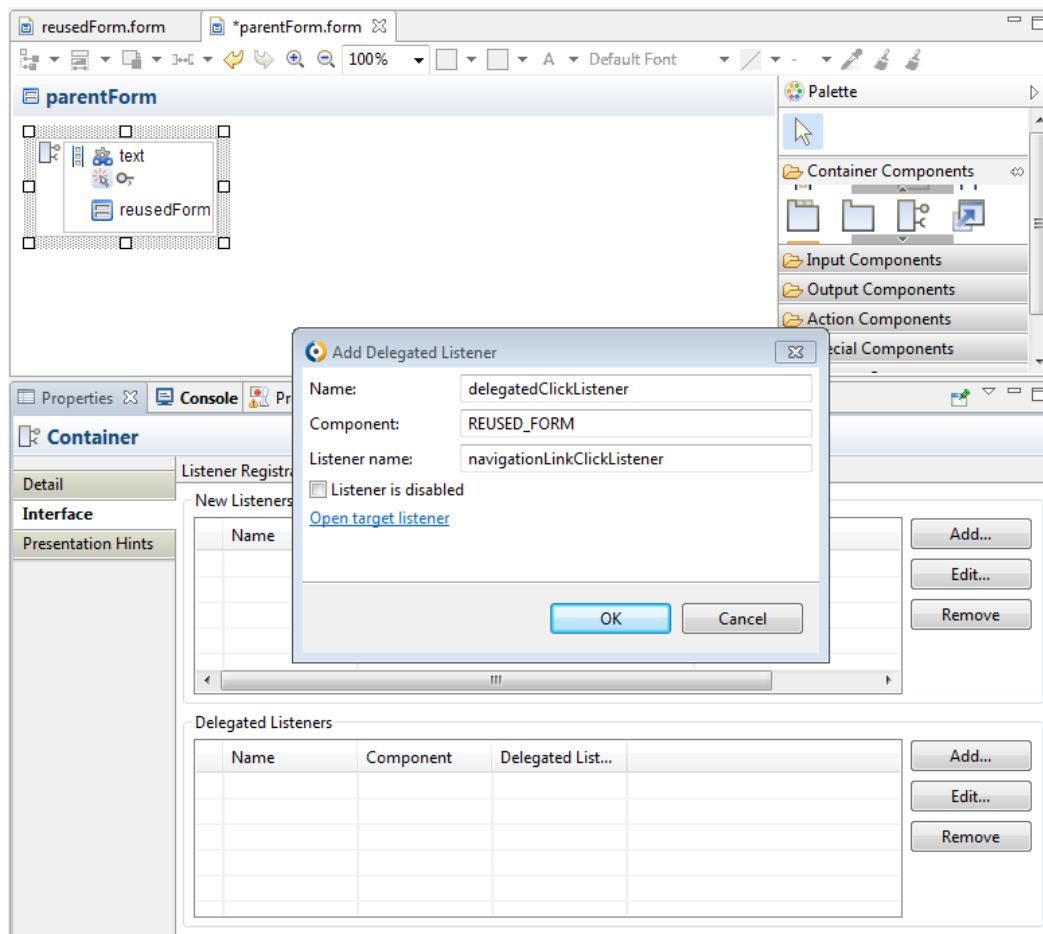 reusedForm.form
*parentForm.form
100%
A
Default Font
parentForm
Palette
text
reusedForm
Container Components
Input Components
Output Components
Action Components
ecial Components
Add Delegated Listener
Name:
delegatedClickListener
Component:
REUSED_FORM
Listener name:
navigationLinkClickListener
Listener is disabled
Open target listener
OK
Cancel
Properties
Console
Pr
Container
Detail
Interface
Presentation Hints
Listener Registra
New Listeners
Name
Add...
Edit...
Remove
Delegated Listeners
Name Component Delegated List...
Add...
Edit...
Remove